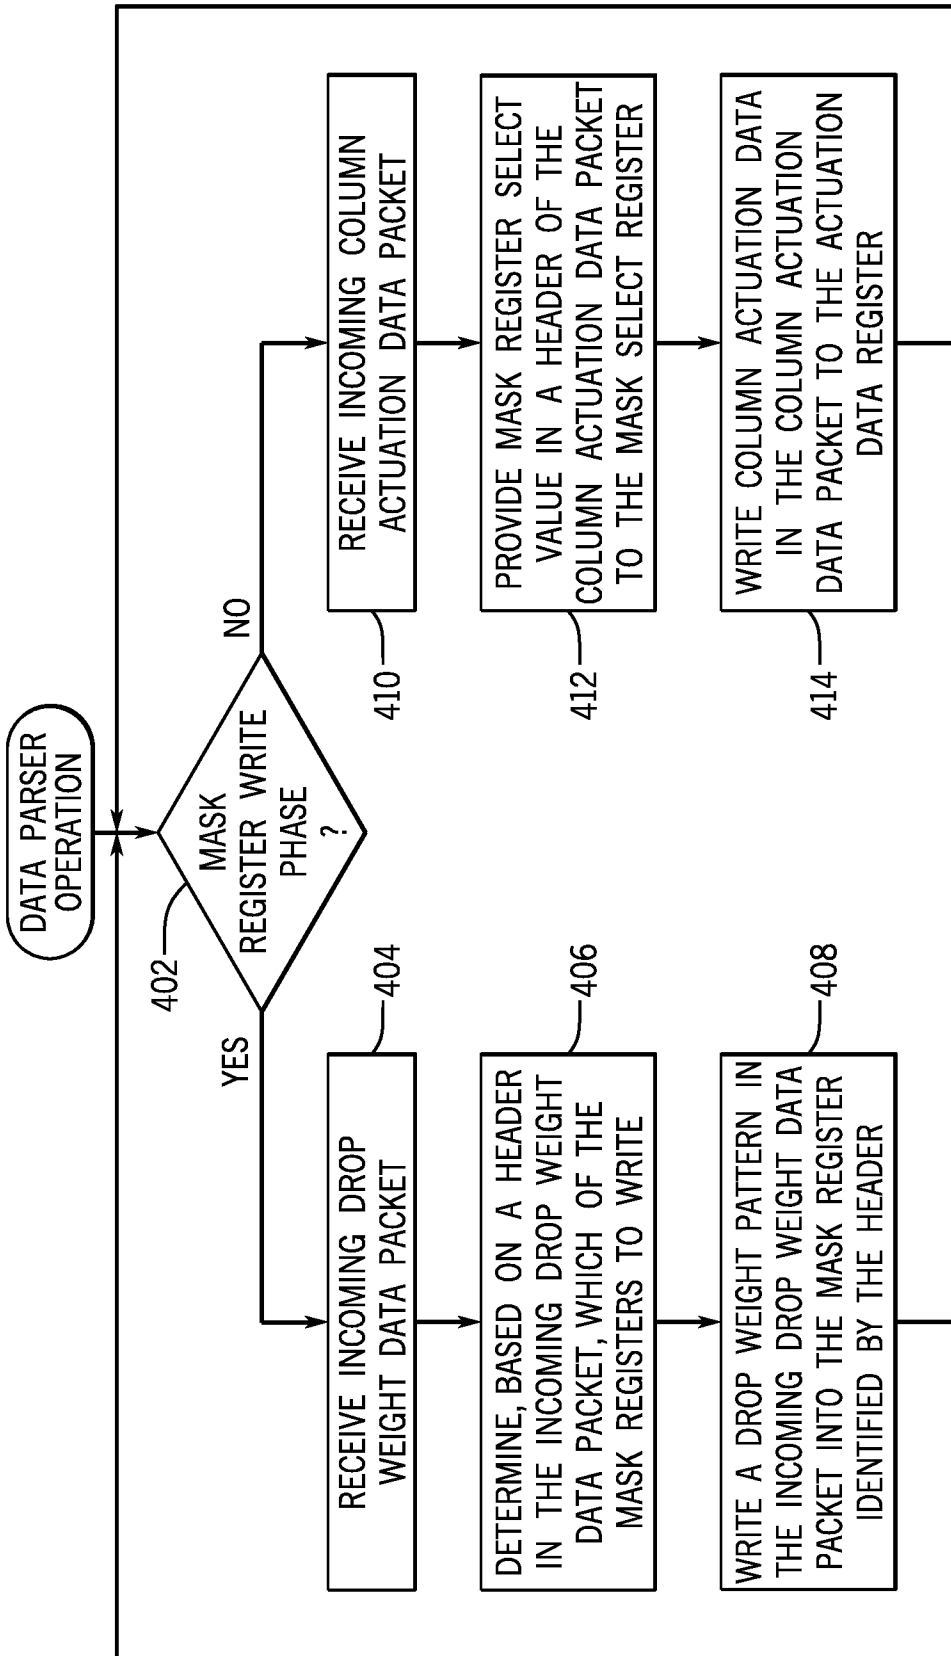 DATA PARSER
OPERATION
402
MASK
REGISTER WRITE
PHASE
?
YES
NO
404
RECEIVE INCOMING DROP
WEIGHT DATA PACKET
406
DETERMINE, BASED ON A HEADER
IN THE INCOMING DROP WEIGHT
DATA PACKET, WHICH OF THE
MASK REGISTERS TO WRITE
408
WRITE A DROP WEIGHT PATTERN IN
THE INCOMING DROP WEIGHT DATA
PACKET INTO THE MASK REGISTER
IDENTIFIED BY THE HEADER
410
RECEIVE INCOMING COLUMN
ACTUATION DATA PACKET
412
PROVIDE MASK REGISTER SELECT
VALUE IN A HEADER OF THE
COLUMN ACTUATION DATA PACKET
TO THE MASK SELECT REGISTER
414
WRITE COLUMN ACTUATION DATA
IN THE COLUMN ACTUATION
DATA PACKET TO THE ACTUATION
DATA REGISTER